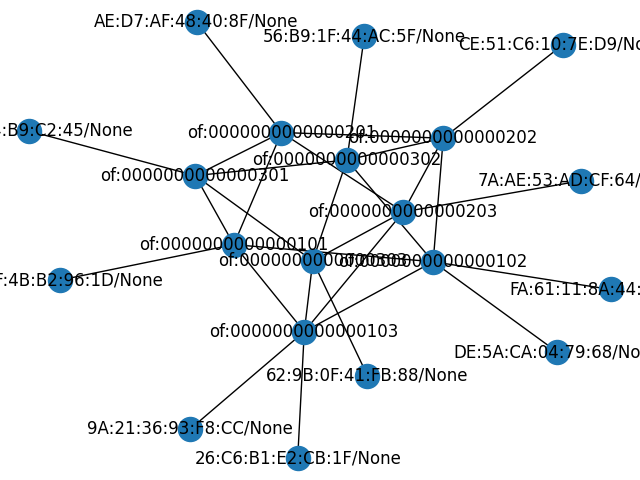 AE:D7:AF:48:40:8F/None
56:B9:1F:44:AC:5F/None
CE:51:C6:10:7E:D9/No
:B9:C2:45/None
of:0000000000000201
of:0000000000000202
of:0000000000000302
of:0000000000000301
7A:AE:53:AD:CF:64/
of:0000000000000203
of:0000000000000101
of:0000000000000303
of:0000000000000102
:4B:B2:96:1D/None
FA:61:11:8A:44:
of:0000000000000103
DE:5A:CA:04:79:68/No
62:9B:0F:41:FB:88/None
9A:21:36:93:F8:CC/None
26:C6:B1:E2:CB:1F/None